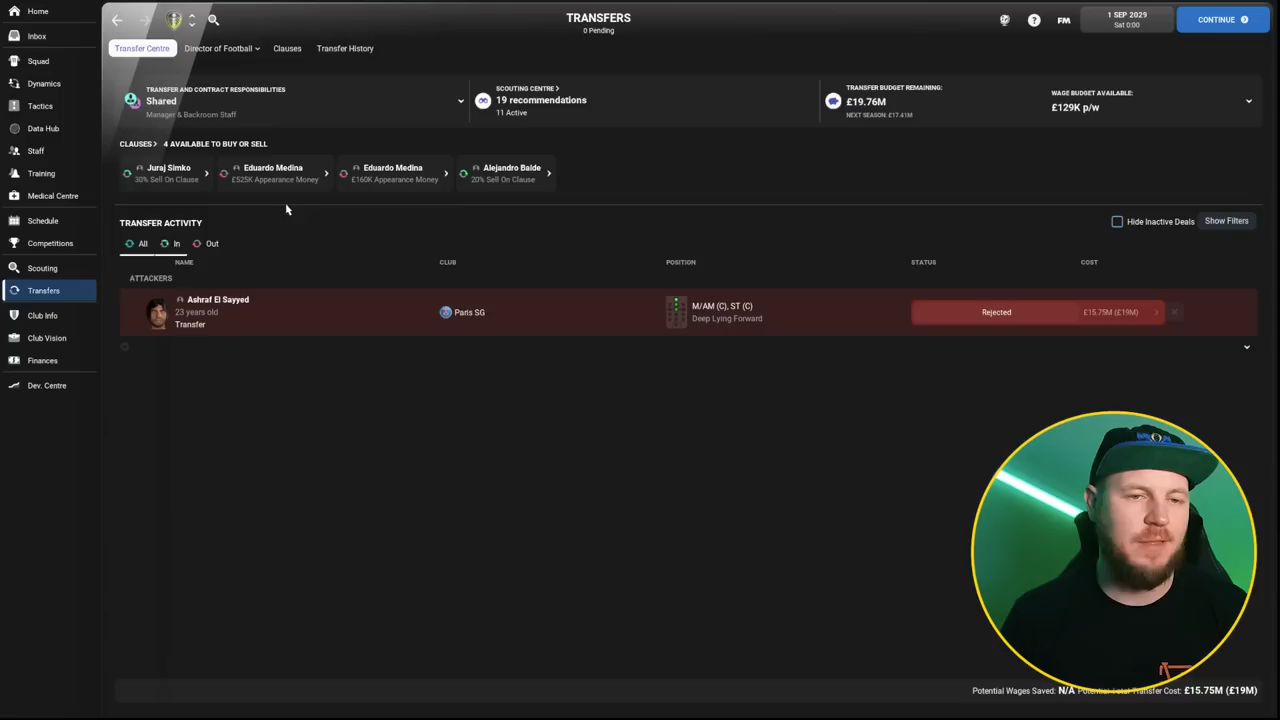 Home
Inbox
Squad
Dynamics
Tactics
Data Hub
Staff
Training
Medical Centre
Schedule
Competitions
Scouting
Transfers
Club Info
Club Vision
Finances
Dev. Centre
TRANSFERS
0 Pending
FM
1 SEP 2029
Sat 0:00
CONTINUE
Transfer Centre
Director of Football
Clauses
Transfer History
TRANSFER AND CONTRACT RESPONSIBILITIES
Shared
Manager & Backroom Staff
SCOUTING CENTRE >
19 recommendations
11 Active
TRANSFER BUDGET REMAINING:
£19.76M
NEXT SEASON: £17.41M
WAGE BUDGET AVAILABLE:
£129K p/w
CLAUSES > 4 AVAILABLE TO BUY OR SELL
Juraj Simko
30% Sell On Clause
Eduardo Medina
£525K Appearance Money
Eduardo Medina
£160K Appearance Money
Alejandro Balde
20% Sell On Clause
TRANSFER ACTIVITY
Hide Inactive Deals
Show Filters
All
In
Out
NAME CLUB POSITION STATUS COST
ATTACKERS
Ashraf El Sayyed
23 years old
Transfer
Paris SG
M/AM (C), ST (C)
Deep Lying Forward
Rejected
£15.75M (£19M)
Potential Wages Saved: N/A Potential Total Transfer Cost: £15.75M (£19M)